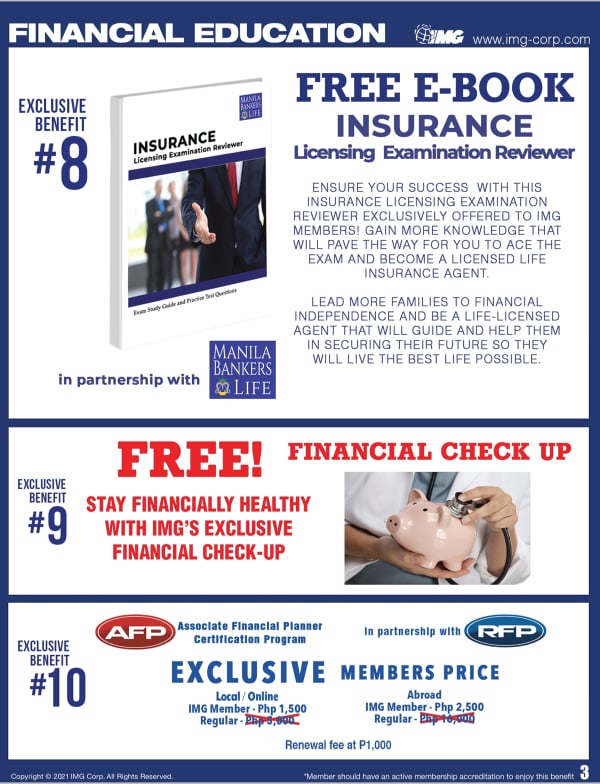 FINANCIAL EDUCATION
IMG
www.img-corp.com
EXCLUSIVE
BENEFIT
#8
MANILA
BANKERS
LIFE
INSURANCE
Licensing Examination Reviewer
Exam Study Guide and Practice Test Questions
in partnership with
MANILA
BANKERS
LIFE
FREE E-BOOK
INSURANCE
Licensing Examination Reviewer
ENSURE YOUR SUCCESS WITH THIS
INSURANCE LICENSING EXAMINATION
REVIEWER EXCLUSIVELY OFFERED TO IMG
MEMBERS! GAIN MORE KNOWLEDGE THAT
WILL PAVE THE WAY FOR YOU TO ACE THE
EXAM AND BECOME A LICENSED LIFE
INSURANCE AGENT.
LEAD MORE FAMILIES TO FINANCIAL
INDEPENDENCE AND BE A LIFE-LICENSED
AGENT THAT WILL GUIDE AND HELP THEM
IN SECURING THEIR FUTURE SO THEY
WILL LIVE THE BEST LIFE POSSIBLE.
EXCLUSIVE
BENEFIT
#9
FREE!
FINANCIAL CHECK UP
STAY FINANCIALLY HEALTHY
WITH IMG'S EXCLUSIVE
FINANCIAL CHECK-UP
EXCLUSIVE
BENEFIT
#10
AFP
Associate Financial Planner
Certification Program
in partnership with
RFP
EXCLUSIVE MEMBERS PRICE
Local / Online
IMG Member - Php 1,500
Regular - Php 5,000
Abroad
IMG Member - Php 2,500
Regular - Php 10,000
Renewal fee at P1,000
Copyright © 2021 IMG Corp. All Rights Reserved.
*Member should have an active membership accreditation to enjoy this benefit
3